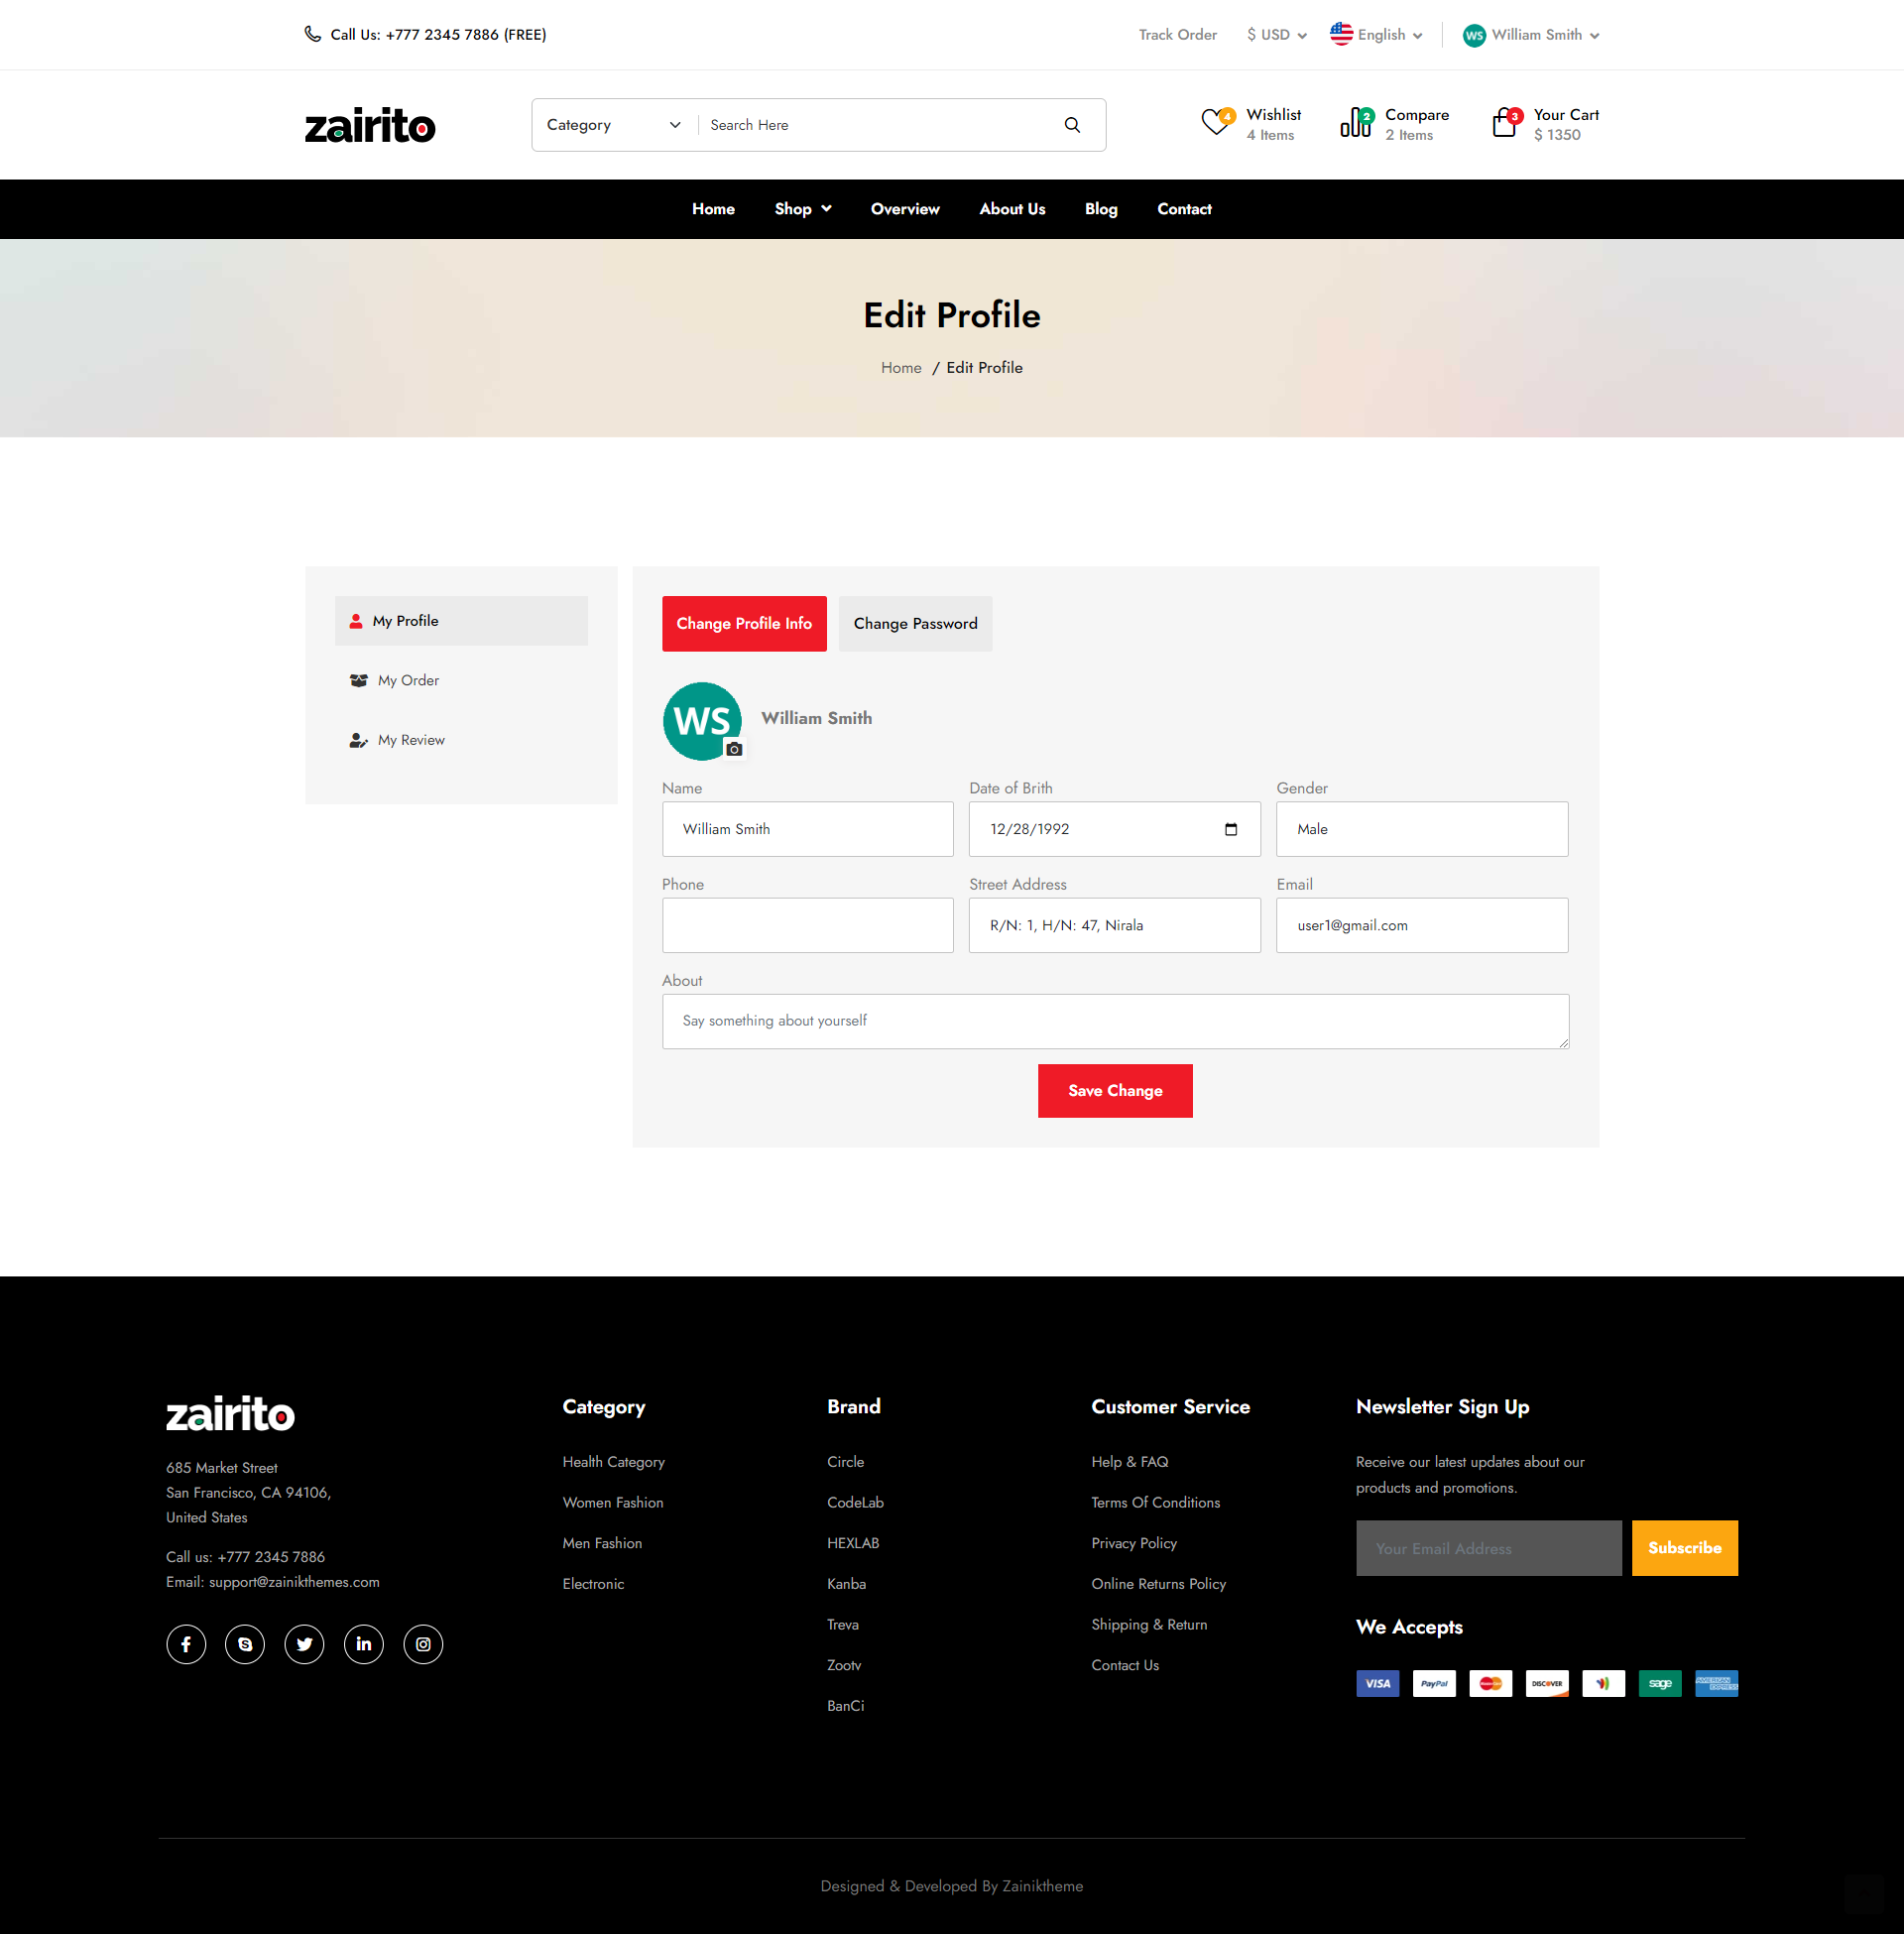 Call Us: +777 2345 7886 (FREE)
Track Order
$ USD
English
WS William Smith
zairito
Category
Search Here
4
Wishlist
4 Items
2
Compare
2 Items
3
Your Cart
$ 1350
Home
Shop
Overview
About Us
Blog
Contact
Edit Profile
Home / Edit Profile
My Profile
My Order
My Review
Change Profile Info
Change Password
WS
William Smith
Name
Date of Brith
Gender
William Smith
12/28/1992
Male
Phone
Street Address
Email
R/N: 1, H/N: 47, Nirala
user1@gmail.com
About
Say something about yourself
Save Change
zairito
685 Market Street
San Francisco, CA 94106,
United States
Call us: +777 2345 7886
Email: support@zainikthemes.com
Category
Health Category
Women Fashion
Men Fashion
Electronic
Brand
Circle
CodeLab
HEXLAB
Kanba
Treva
Zootv
BanCi
Customer Service
Help & FAQ
Terms Of Conditions
Privacy Policy
Online Returns Policy
Shipping & Return
Contact Us
Newsletter Sign Up
Receive our latest updates about our
products and promotions.
Your Email Address
Subscribe
We Accepts
VISA
PayPal
DISCOVER
sage
AMERICAN EXPRESS
Designed & Developed By Zainiktheme